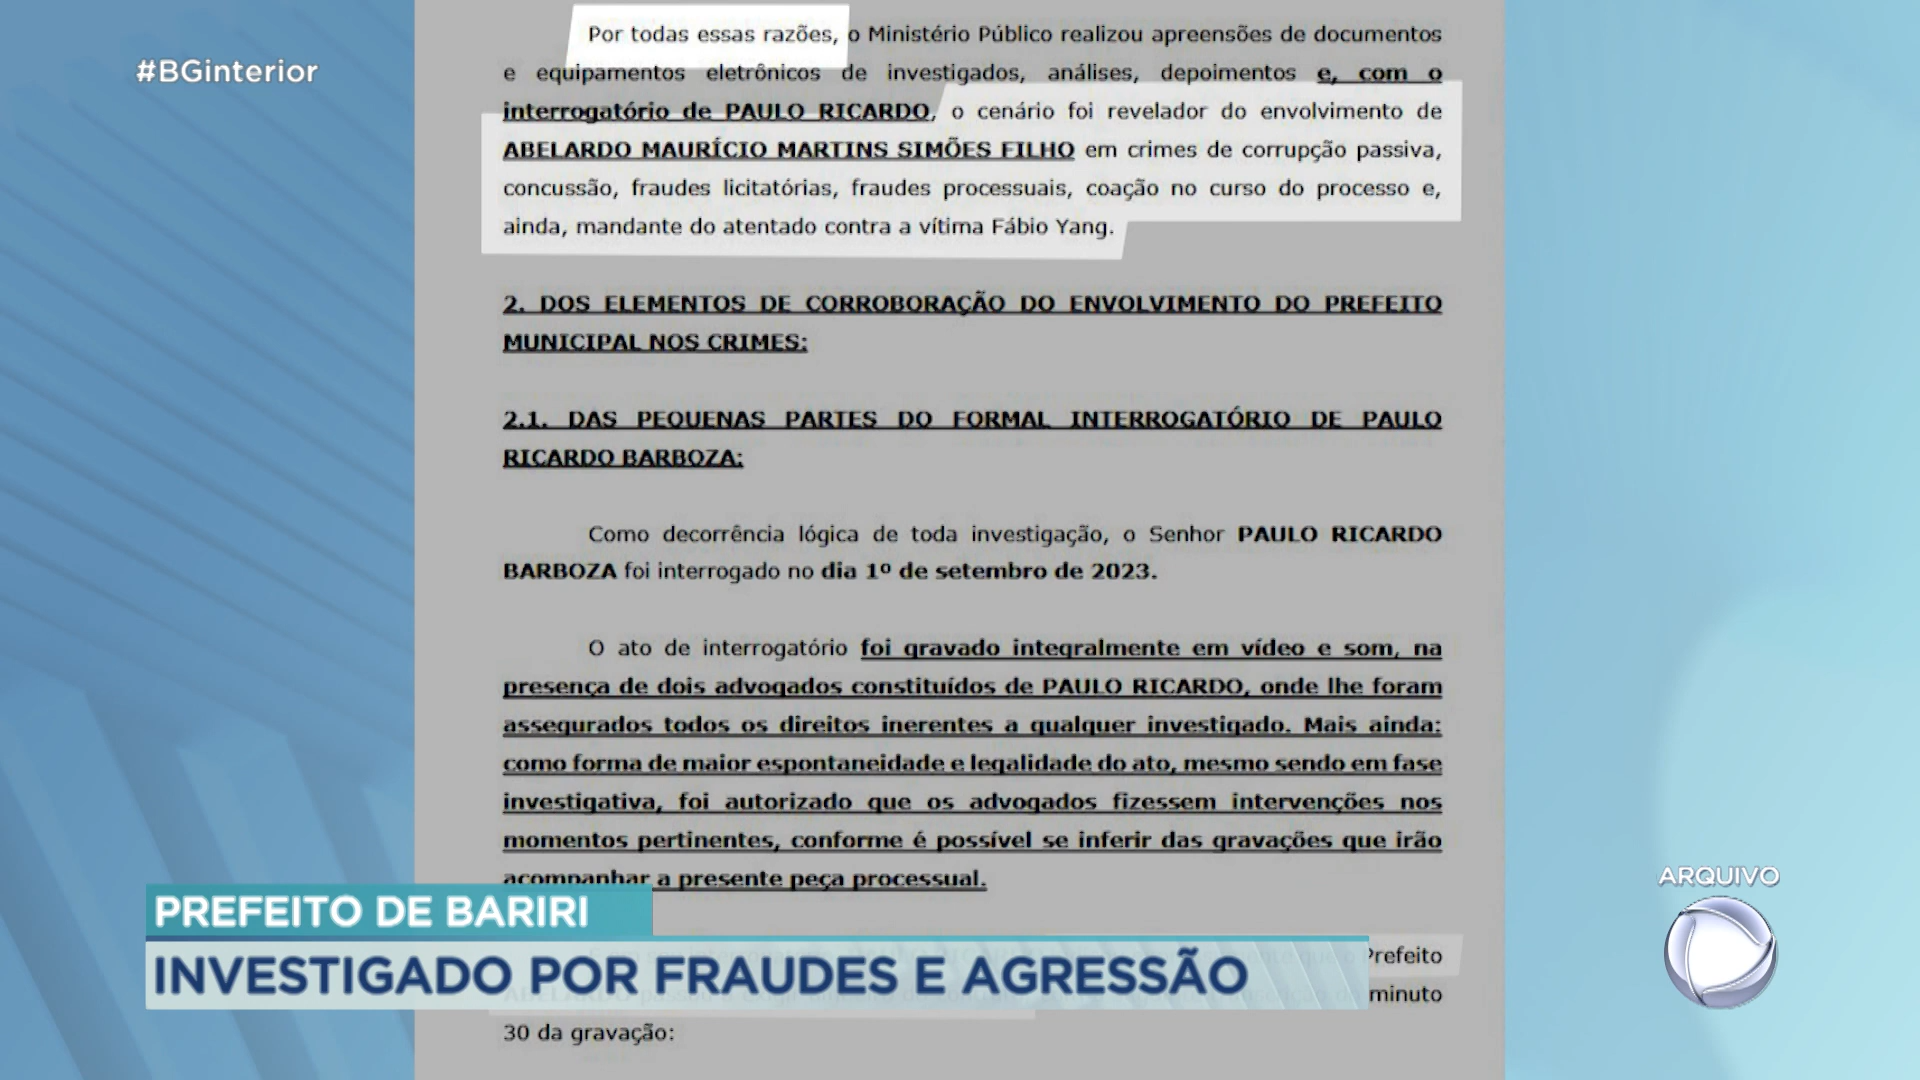 #BGinterior
Por todas essas razões, o Ministério Público realizou apreensões de documentos
e equipamentos eletrônicos de investigados, análises, depoimentos e, com o
interrogatório de PAULO RICARDO, o cenário foi revelador do envolvimento de
ABELARDO MAURÍCIO MARTINS SIMÕES FILHO em crimes de corrupção passiva,
concussão, fraudes licitatórias, fraudes processuais, coação no curso do processo e,
ainda, mandante do atentado contra a vítima Fábio Yang.
2. DOS ELEMENTOS DE CORROBORAÇÃO DO ENVOLVIMENTO DO PREFEITO
MUNICIPAL NOS CRIMES:
2.1. DAS PEQUENAS PARTES DO FORMAL INTERROGATÓRIO DE PAULO
RICARDO BARBOZA:
Como decorrência lógica de toda investigação, o Senhor PAULO RICARDO
BARBOZA foi interrogado no dia 1º de setembro de 2023.
O ato de interrogatório foi gravado integralmente em vídeo e som, na
presença de dois advogados constituídos de PAULO RICARDO, onde lhe foram
assegurados todos os direitos inerentes a qualquer investigado. Mais ainda:
como forma de maior espontaneidade e legalidade do ato, mesmo sendo em fase
investigativa, foi autorizado que os advogados fizessem intervenções nos
momentos pertinentes, conforme é possível se inferir das gravações que irão
acompanhar a presente peça processual.
Prefeito
minuto
30 da gravação:
PREFEITO DE BARIRI
INVESTIGADO POR FRAUDES E AGRESSÃO
ARQUIVO